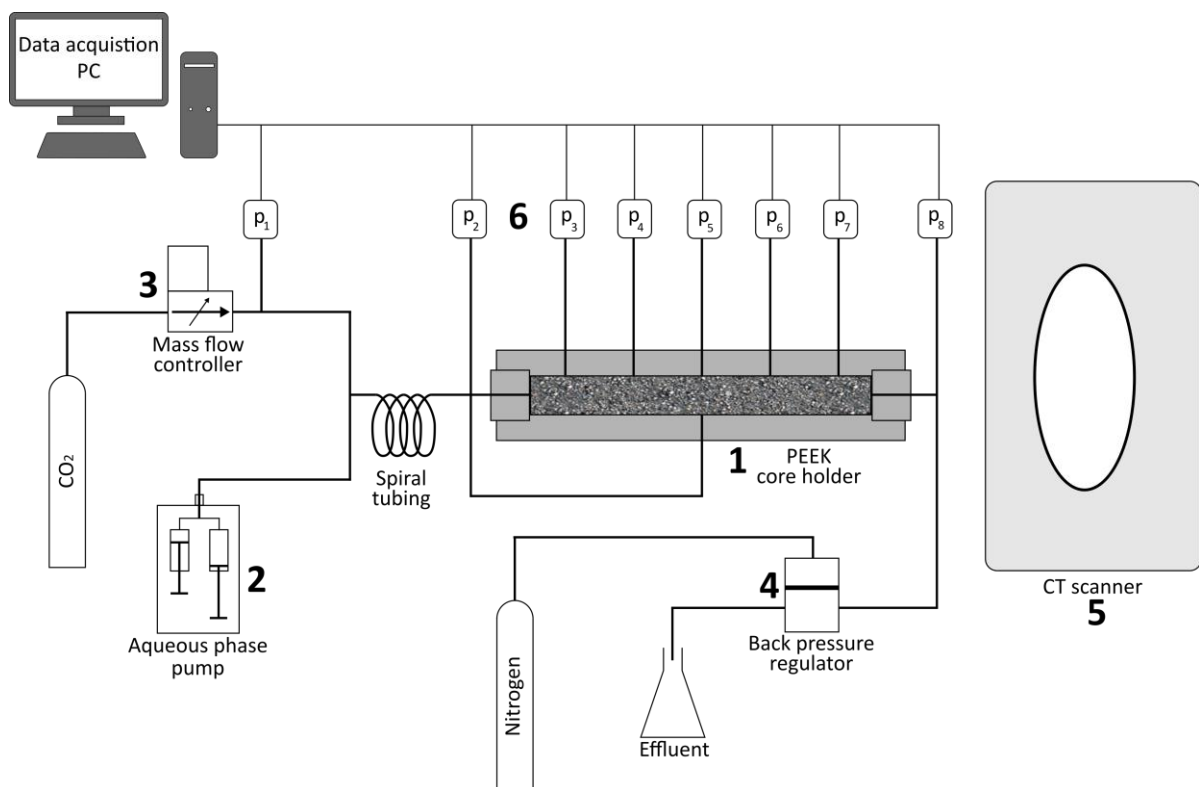 Data acquistion
PC
p1
p2
6
p3
p4
p5
p6
p7
p8
3
Mass flow
controller
CO2
Spiral
tubing
1
PEEK
core holder
2
Aqueous phase
pump
4
Back pressure
regulator
Nitrogen
Effluent
CT scanner
5